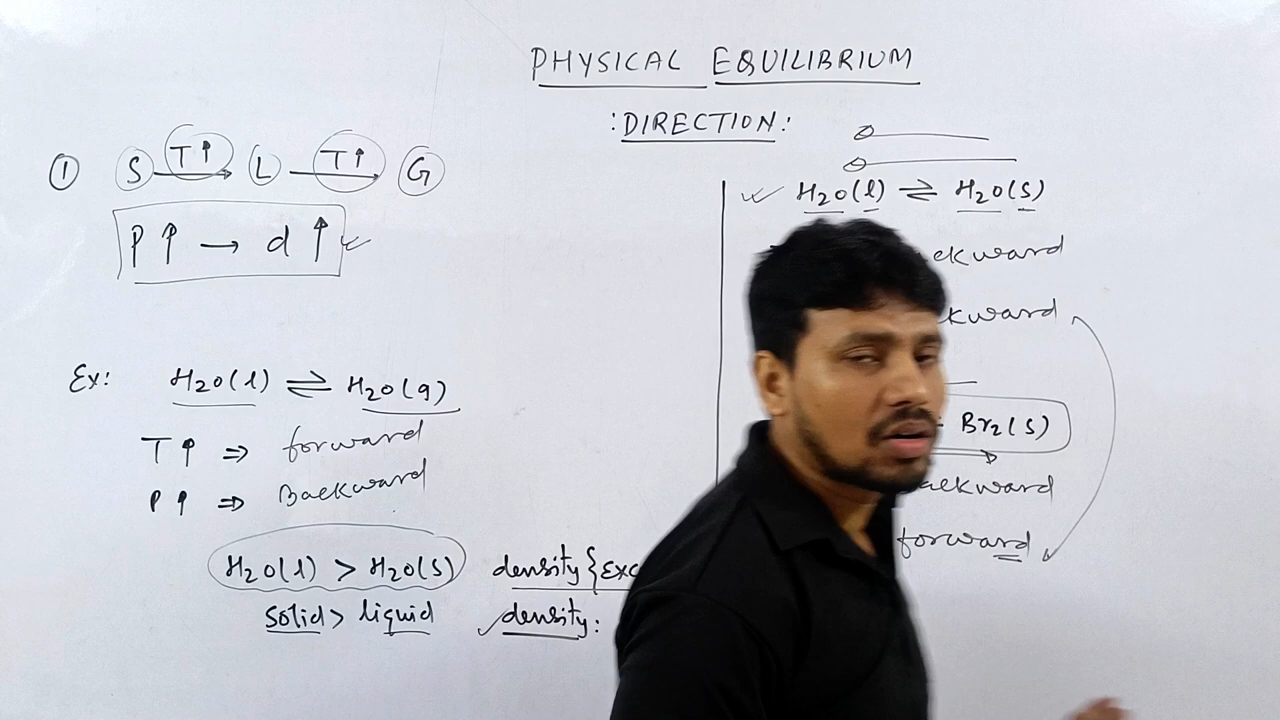 PHYSICAL EQUILIBRIUM
:DIRECTION:
① S T↑→ L T↑→ G
P↑ → d↑
Ex: H2O(l) ⇌ H2O(g)
T↑ ⇒ forward
P↑ ⇒ Backward
H2O(l) > H2O(s) density{Exc
solid > liquid density:
H2O(l) ⇌ H2O(s)
ckward
kward
Br2(s)
ackward
forward